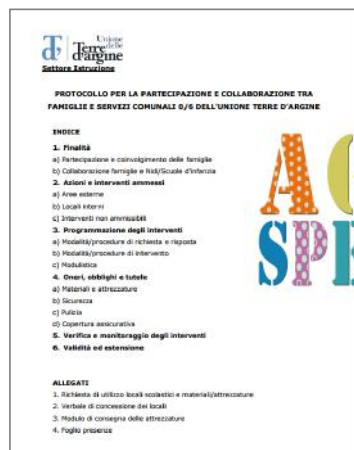 Unione
delle
Terre
d'argine
Settore Istruzione
PROTOCOLLO PER LA PARTECIPAZIONE E COLLABORAZIONE TRA
FAMIGLIE E SERVIZI COMUNALI 0/6 DELL'UNIONE TERRE D'ARGINE
INDICE
1. Finalità
a) Partecipazione e coinvolgimento delle famiglie
b) Collaborazione famiglie e Nidi/Scuole d'infanzia
2. Azioni e interventi ammessi
a) Aree esterne
b) Locali interni
c) Interventi non ammissibili
3. Programmazione degli interventi
a) Modalità/procedure di richiesta e risposta
b) Modalità/procedure di intervento
c) Modulistica
4. Oneri, obblighi e tutele
a) Materiali e attrezzature
b) Sicurezza
c) Pulizia
d) Copertura assicurativa
5. Verifica e monitoraggio degli interventi
6. Validità ed estensione
ALLEGATI
1. Richiesta di utilizzo locali scolastici e materiali/attrezzature
2. Verbale di concessione dei locali
3. Modulo di consegna delle attrezzature
4. Foglio presenze